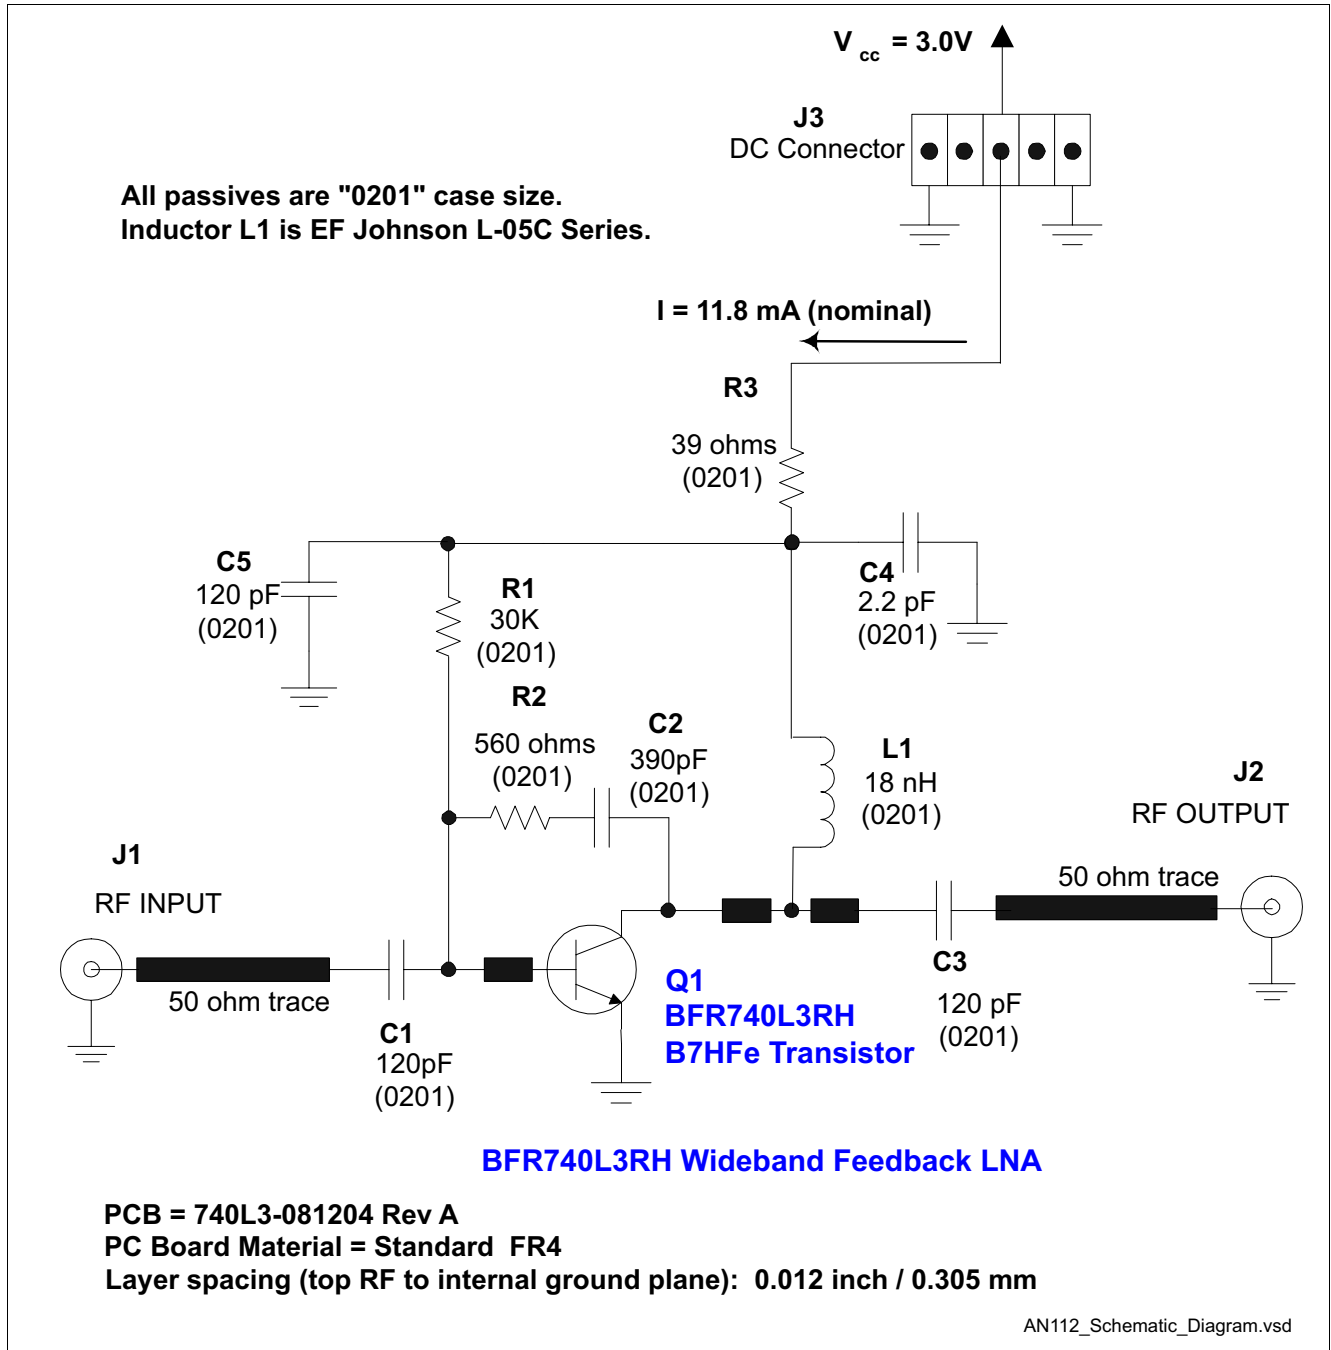 V cc = 3.0V
J3
DC Connector
All passives are "0201" case size.
Inductor L1 is EF Johnson L-05C Series.
I = 11.8 mA (nominal)
R3
39 ohms
(0201)
C5
120 pF
(0201)
R1
30K
(0201)
C4
2.2 pF
(0201)
R2
560 ohms
(0201)
C2
390pF
(0201)
L1
18 nH
(0201)
J2
RF OUTPUT
J1
RF INPUT
50 ohm trace
50 ohm trace
C1
120pF
(0201)
Q1
BFR740L3RH
B7HFe Transistor
C3
120 pF
(0201)
BFR740L3RH Wideband Feedback LNA
PCB = 740L3-081204 Rev A
PC Board Material = Standard FR4
Layer spacing (top RF to internal ground plane): 0.012 inch / 0.305 mm
AN112_Schematic_Diagram.vsd